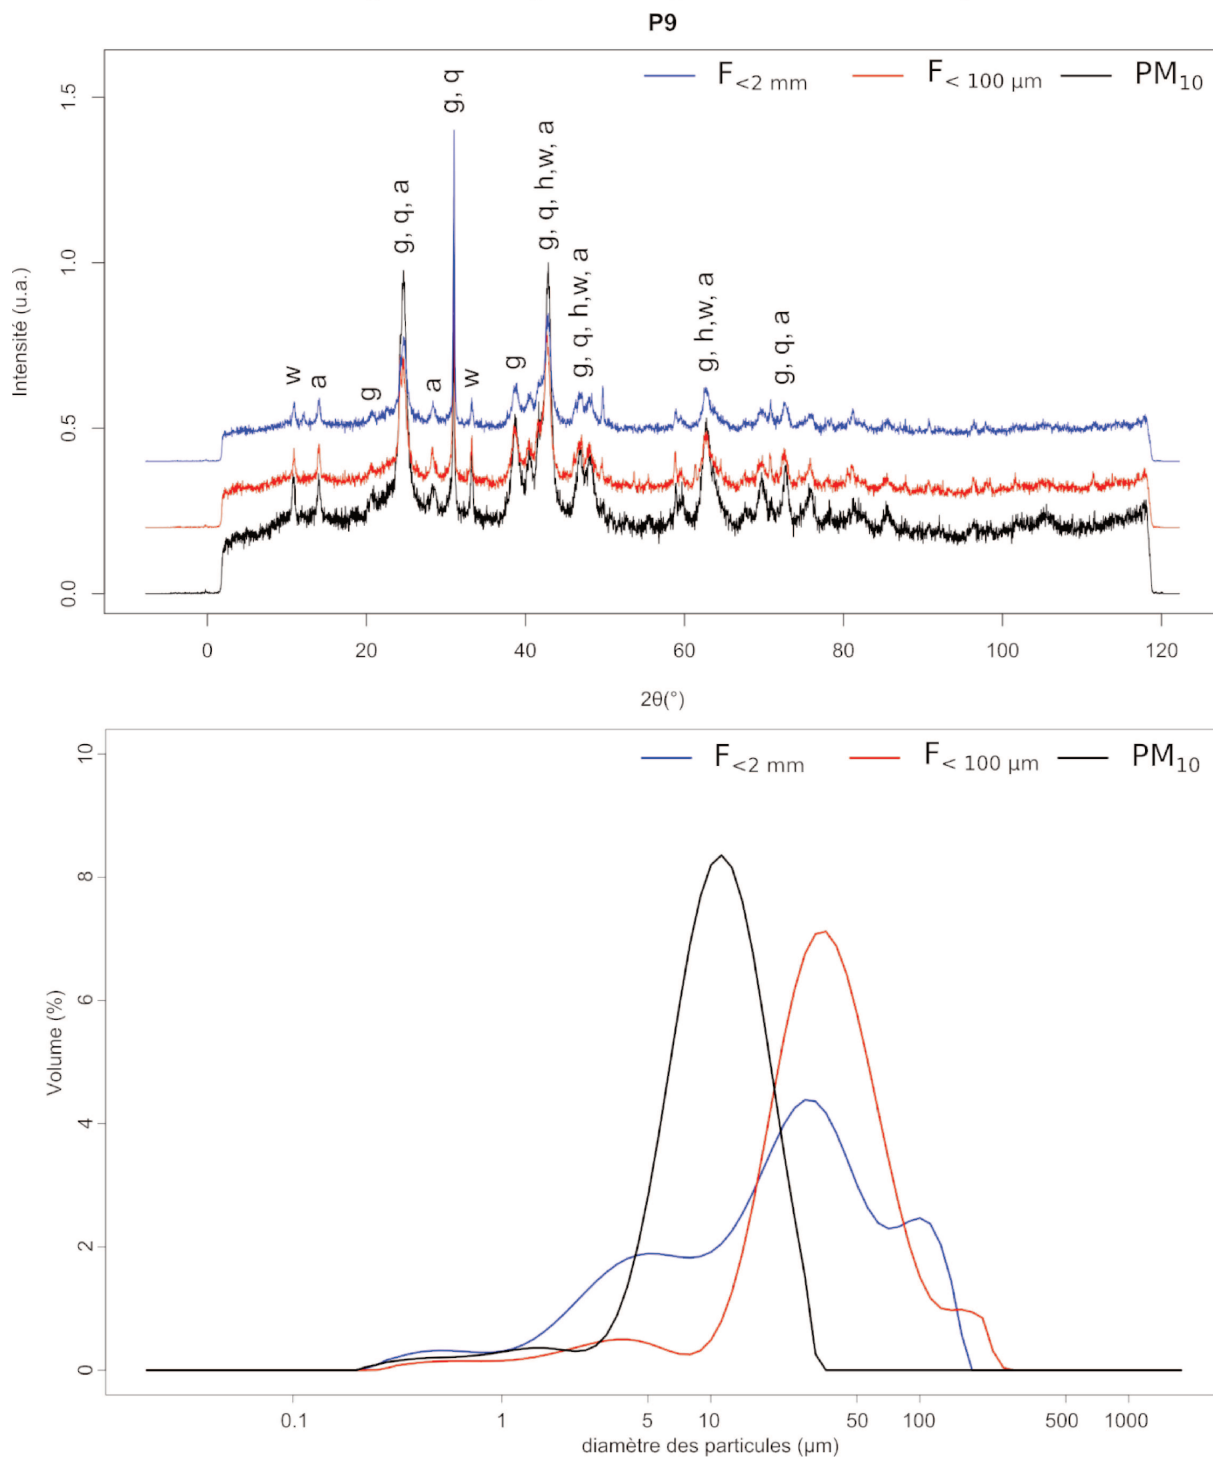 P9
F<2 mm F< 100 µm PM10
Intensité (u.a.)
1.5
1.0
0.5
0.0
w
a
g
g, q, a
a
g, q
w
g
g, q, h,w, a
g, q, h,w, a
g, h,w, a
g, q, a
0 20 40 60 80 100 120
2θ(°)
F<2 mm F< 100 µm PM10
Volume (%)
10
8
6
4
2
0
0.1 1 5 10 50 100 500 1000
diamètre des particules (µm)